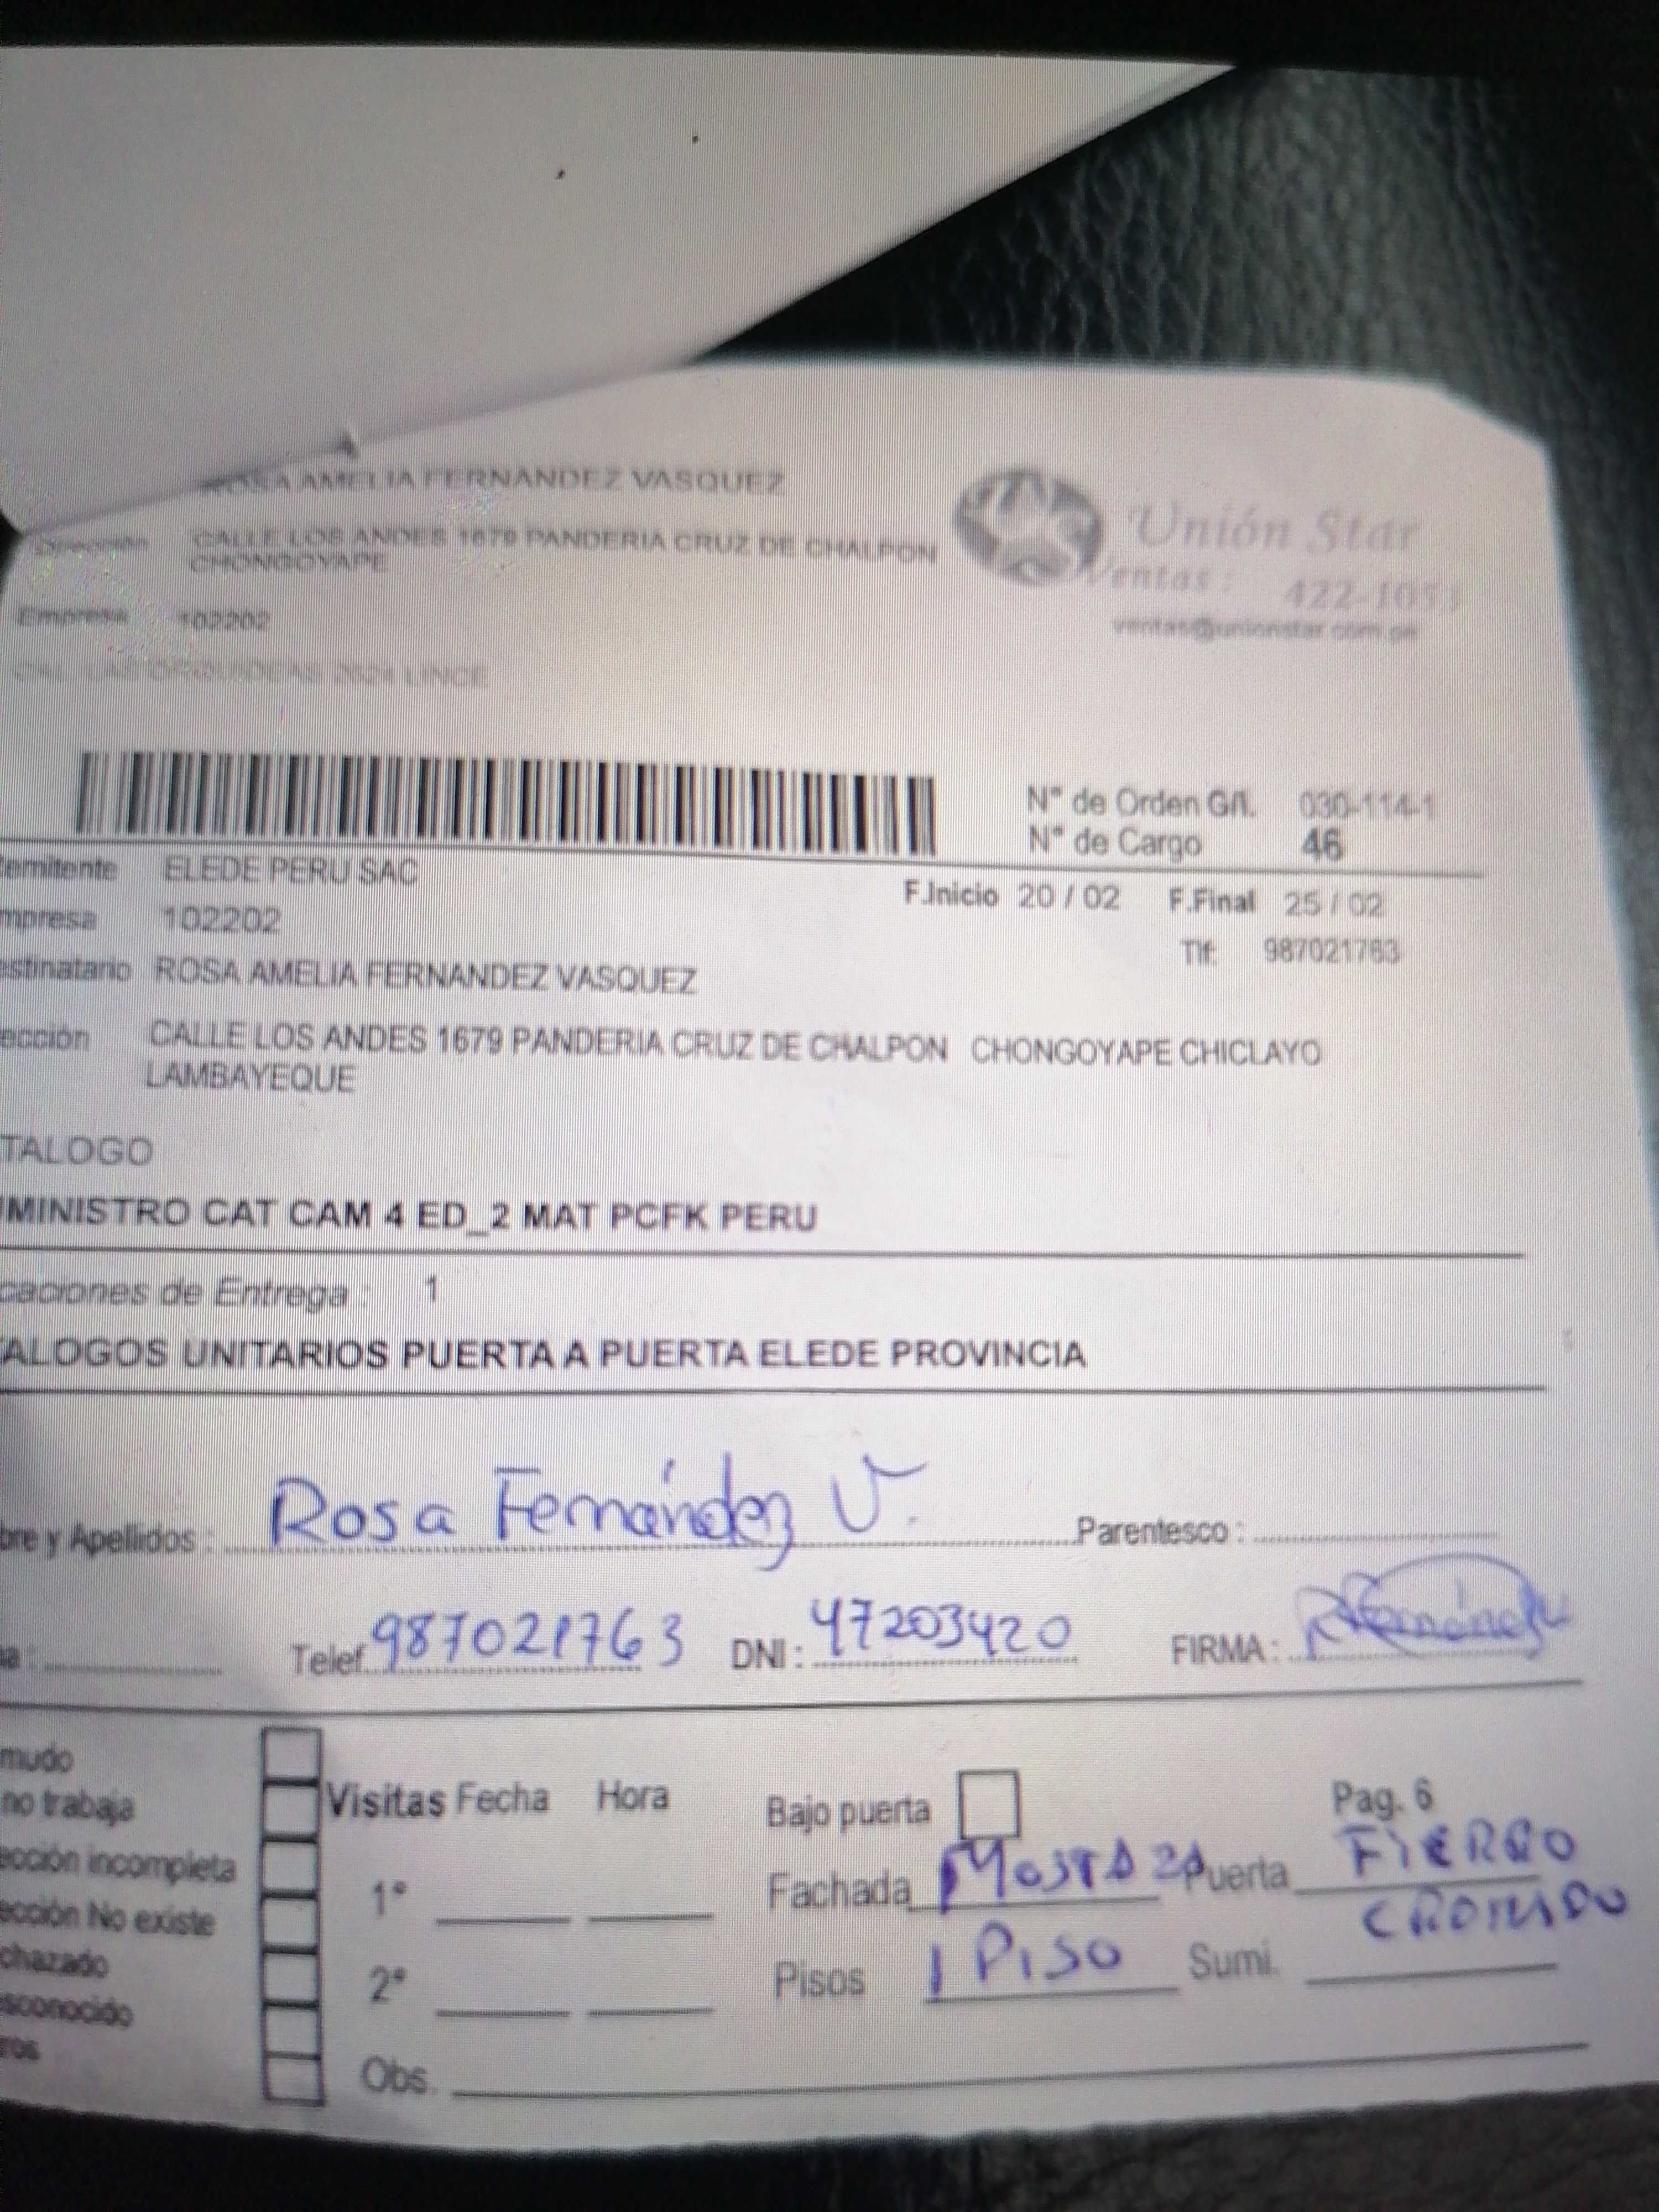 ROSA AMELIA FERNANDEZ VASQUEZ
Dirección CALLE LOS ANDES 1679 PANDERIA CRUZ DE CHALPON
CHONGOYAPE
Unión Star
Ventas: 422-105
ventas@unionstar.com.pe
Empresa 102202
LINCE
N° de Orden G/I. 030-114-1
N° de Cargo 46
emitente ELEDE PERU SAC
F.Inicio 20 / 02 F.Final 25 / 02
mpresa 102202
Tlf: 987021763
estinatario ROSA AMELIA FERNANDEZ VASQUEZ
ección CALLE LOS ANDES 1679 PANDERIA CRUZ DE CHALPON CHONGOYAPE CHICLAYO
LAMBAYEQUE
TALOGO
MINISTRO CAT CAM 4 ED_2 MAT PCFK PERU
caciones de Entrega : 1
ALOGOS UNITARIOS PUERTA A PUERTA ELEDE PROVINCIA
bre y Apellidos : Rosa Fernández V. Parentesco :
a : Telef. 987021763 DNI : 47203420 FIRMA : RFernández
mudo
no trabaja
ección incompleta
ección No existe
chazado
sconocido
ros
Visitas Fecha Hora
1°
2°
Obs.
Bajo puerta Pag. 6
Fachada Puerta FIERRO
Pisos 1 PISO Sumi.